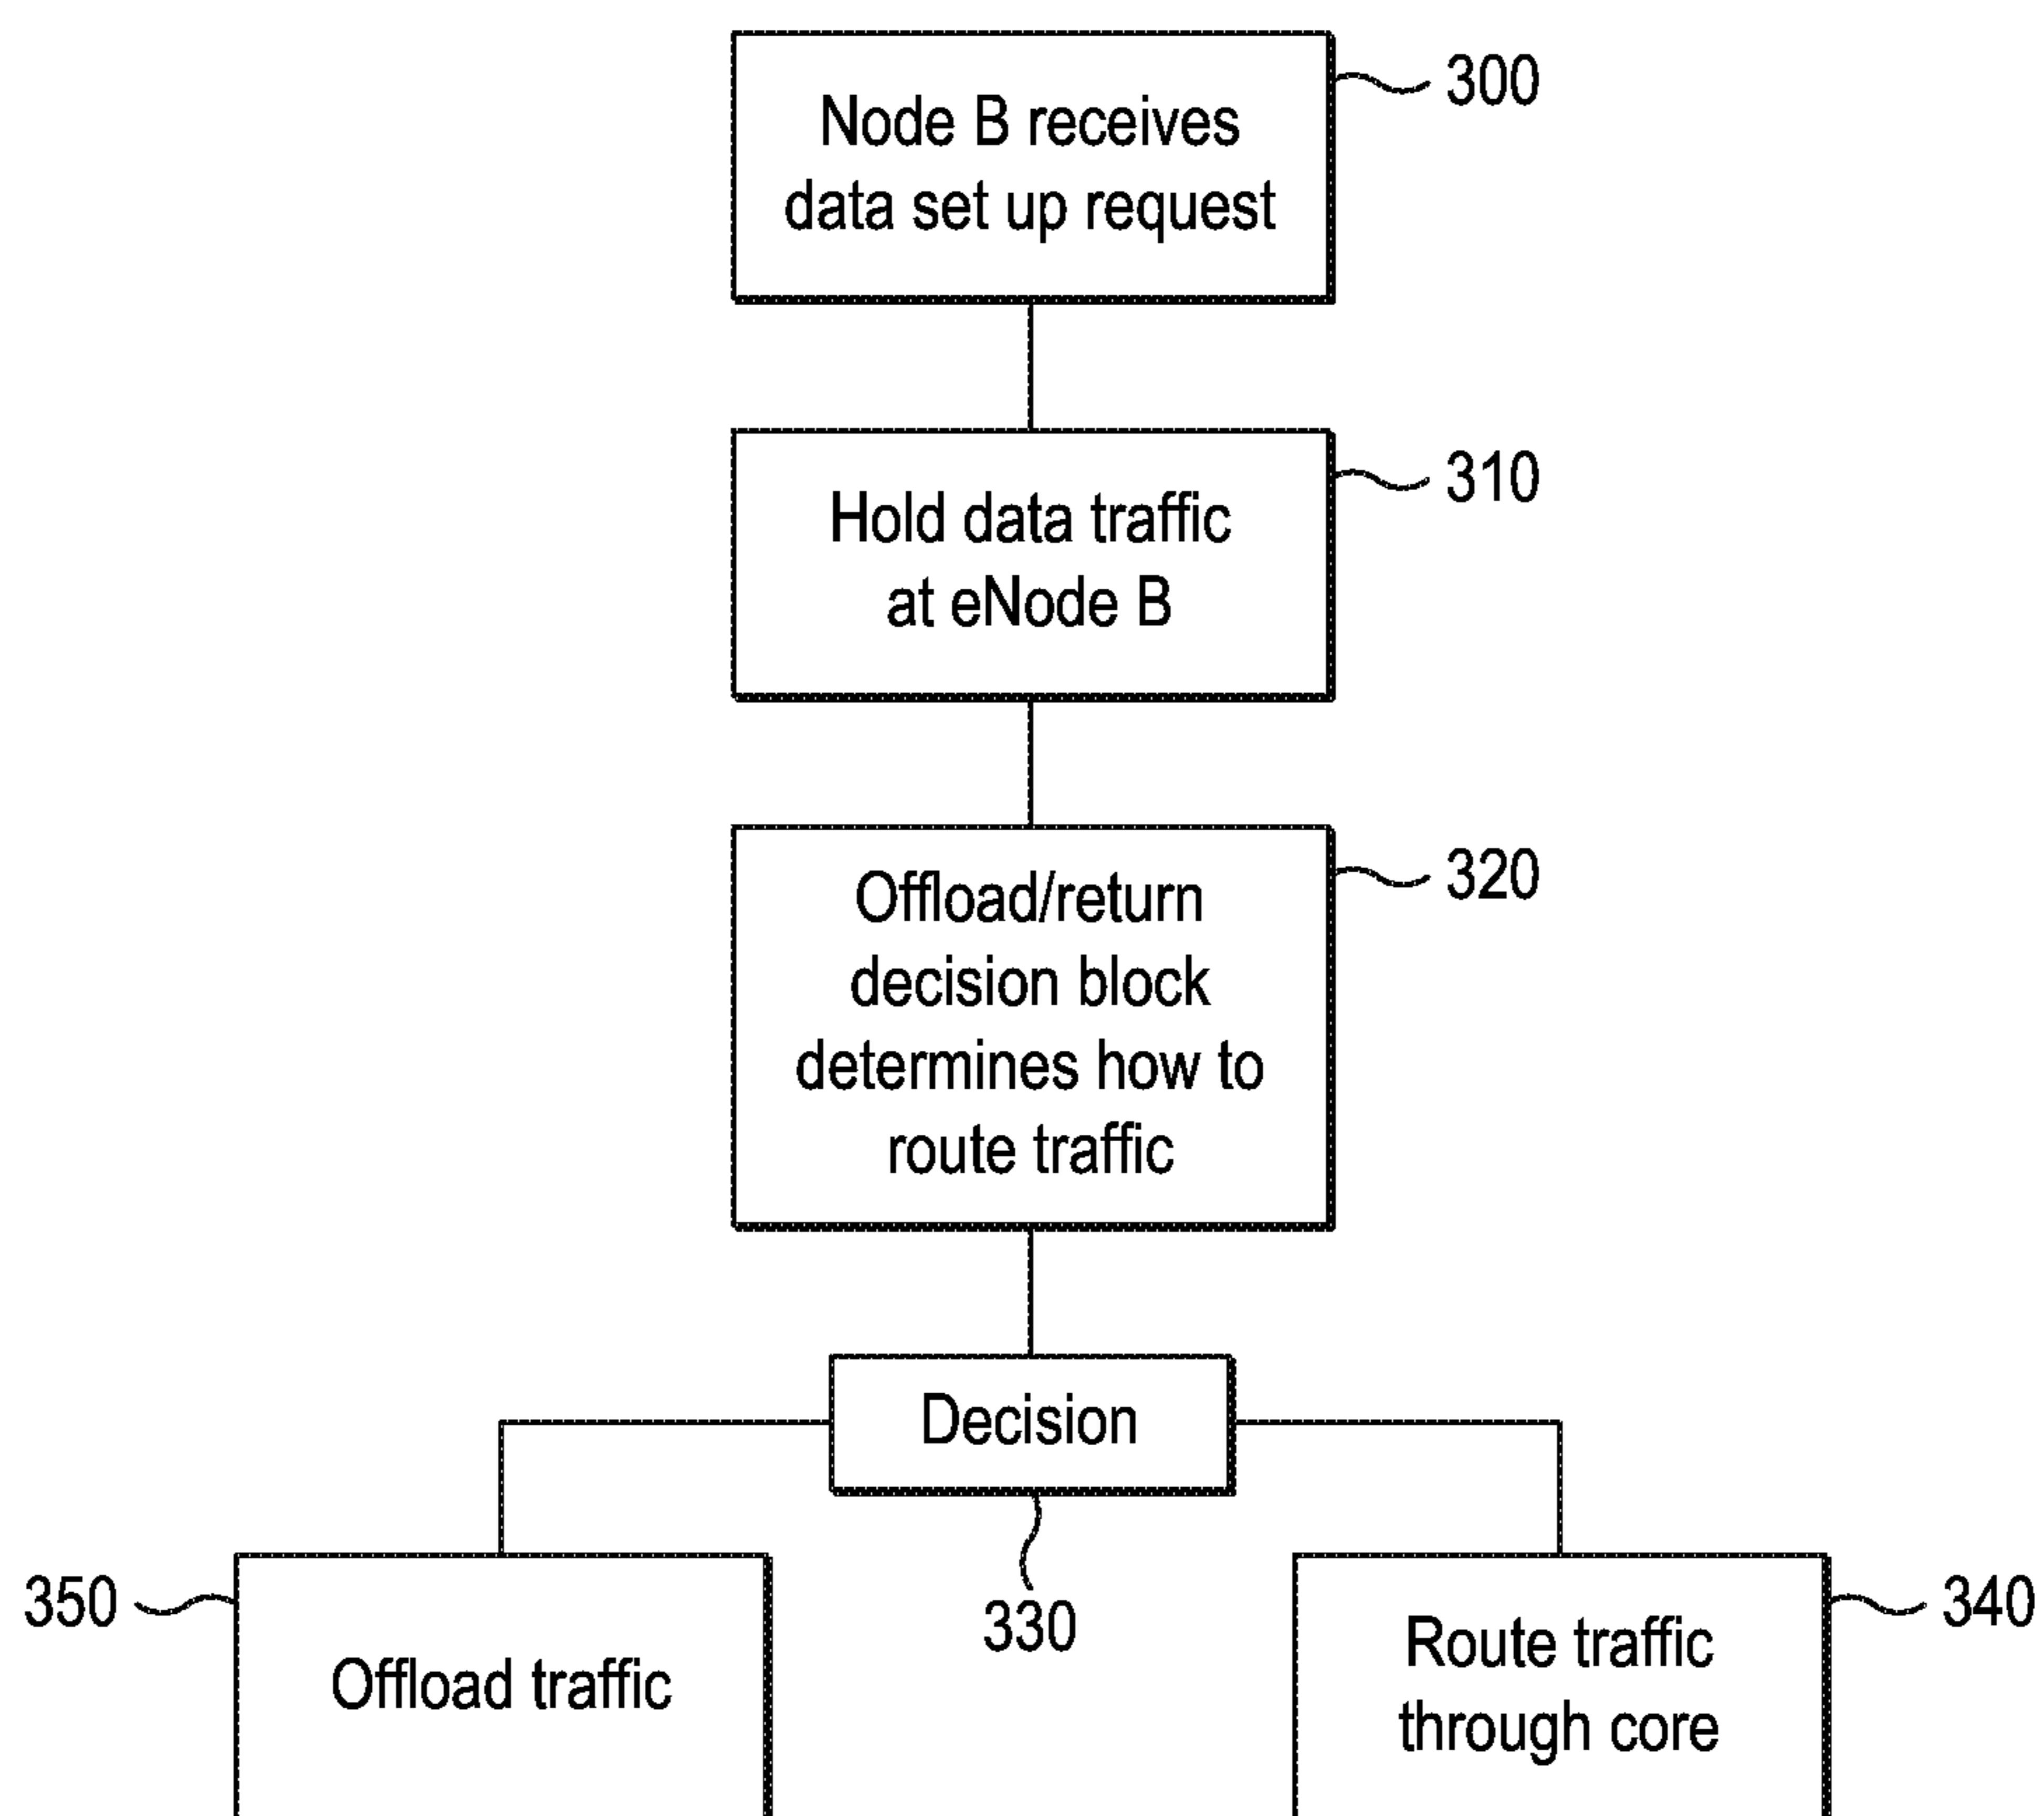 Node B receives
data set up request
300
Hold data traffic
at eNode B
310
Offload/return
decision block
determines how to
route traffic
320
Decision
330
350
Offload traffic
Route traffic
through core
340